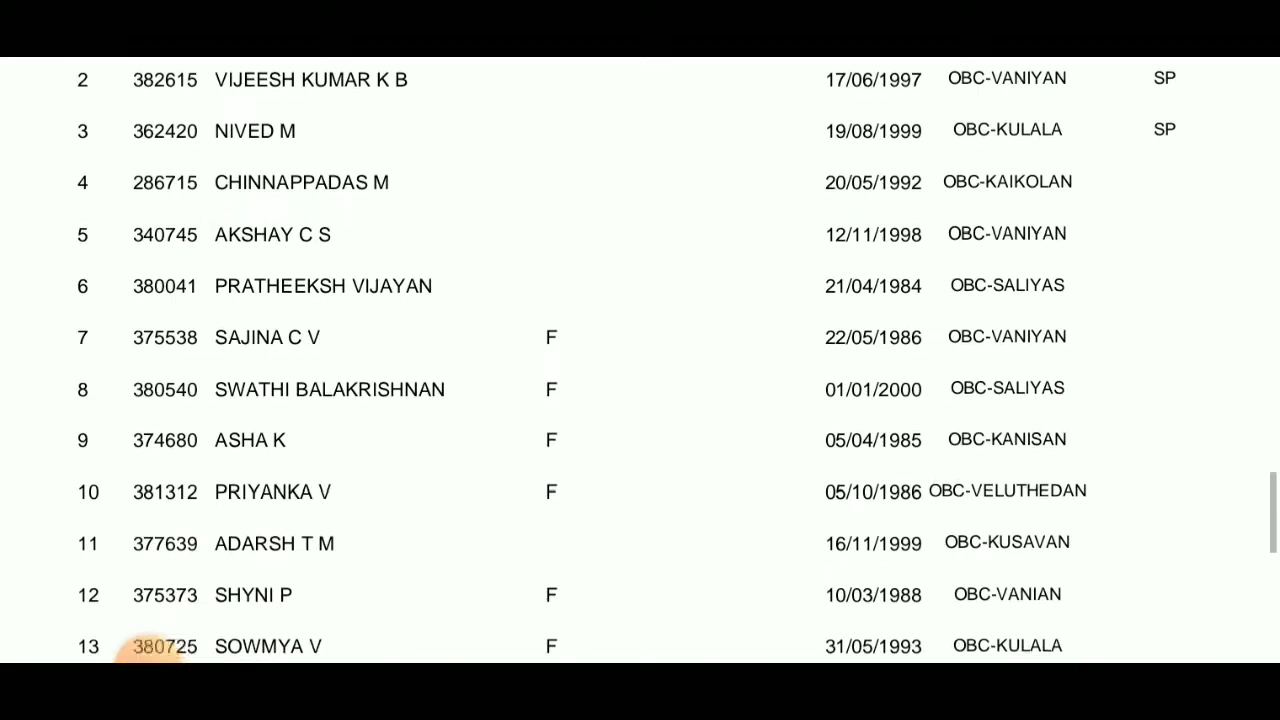 2 382615 VIJEESH KUMAR K B 17/06/1997 OBC-VANIYAN SP
3 362420 NIVED M 19/08/1999 OBC-KULALA SP
4 286715 CHINNAPPADAS M 20/05/1992 OBC-KAIKOLAN
5 340745 AKSHAY C S 12/11/1998 OBC-VANIYAN
6 380041 PRATHEEKSH VIJAYAN 21/04/1984 OBC-SALIYAS
7 375538 SAJINA C V F 22/05/1986 OBC-VANIYAN
8 380540 SWATHI BALAKRISHNAN F 01/01/2000 OBC-SALIYAS
9 374680 ASHA K F 05/04/1985 OBC-KANISAN
10 381312 PRIYANKA V F 05/10/1986 OBC-VELUTHEDAN
11 377639 ADARSH T M 16/11/1999 OBC-KUSAVAN
12 375373 SHYNI P F 10/03/1988 OBC-VANIAN
13 380725 SOWMYA V F 31/05/1993 OBC-KULALA